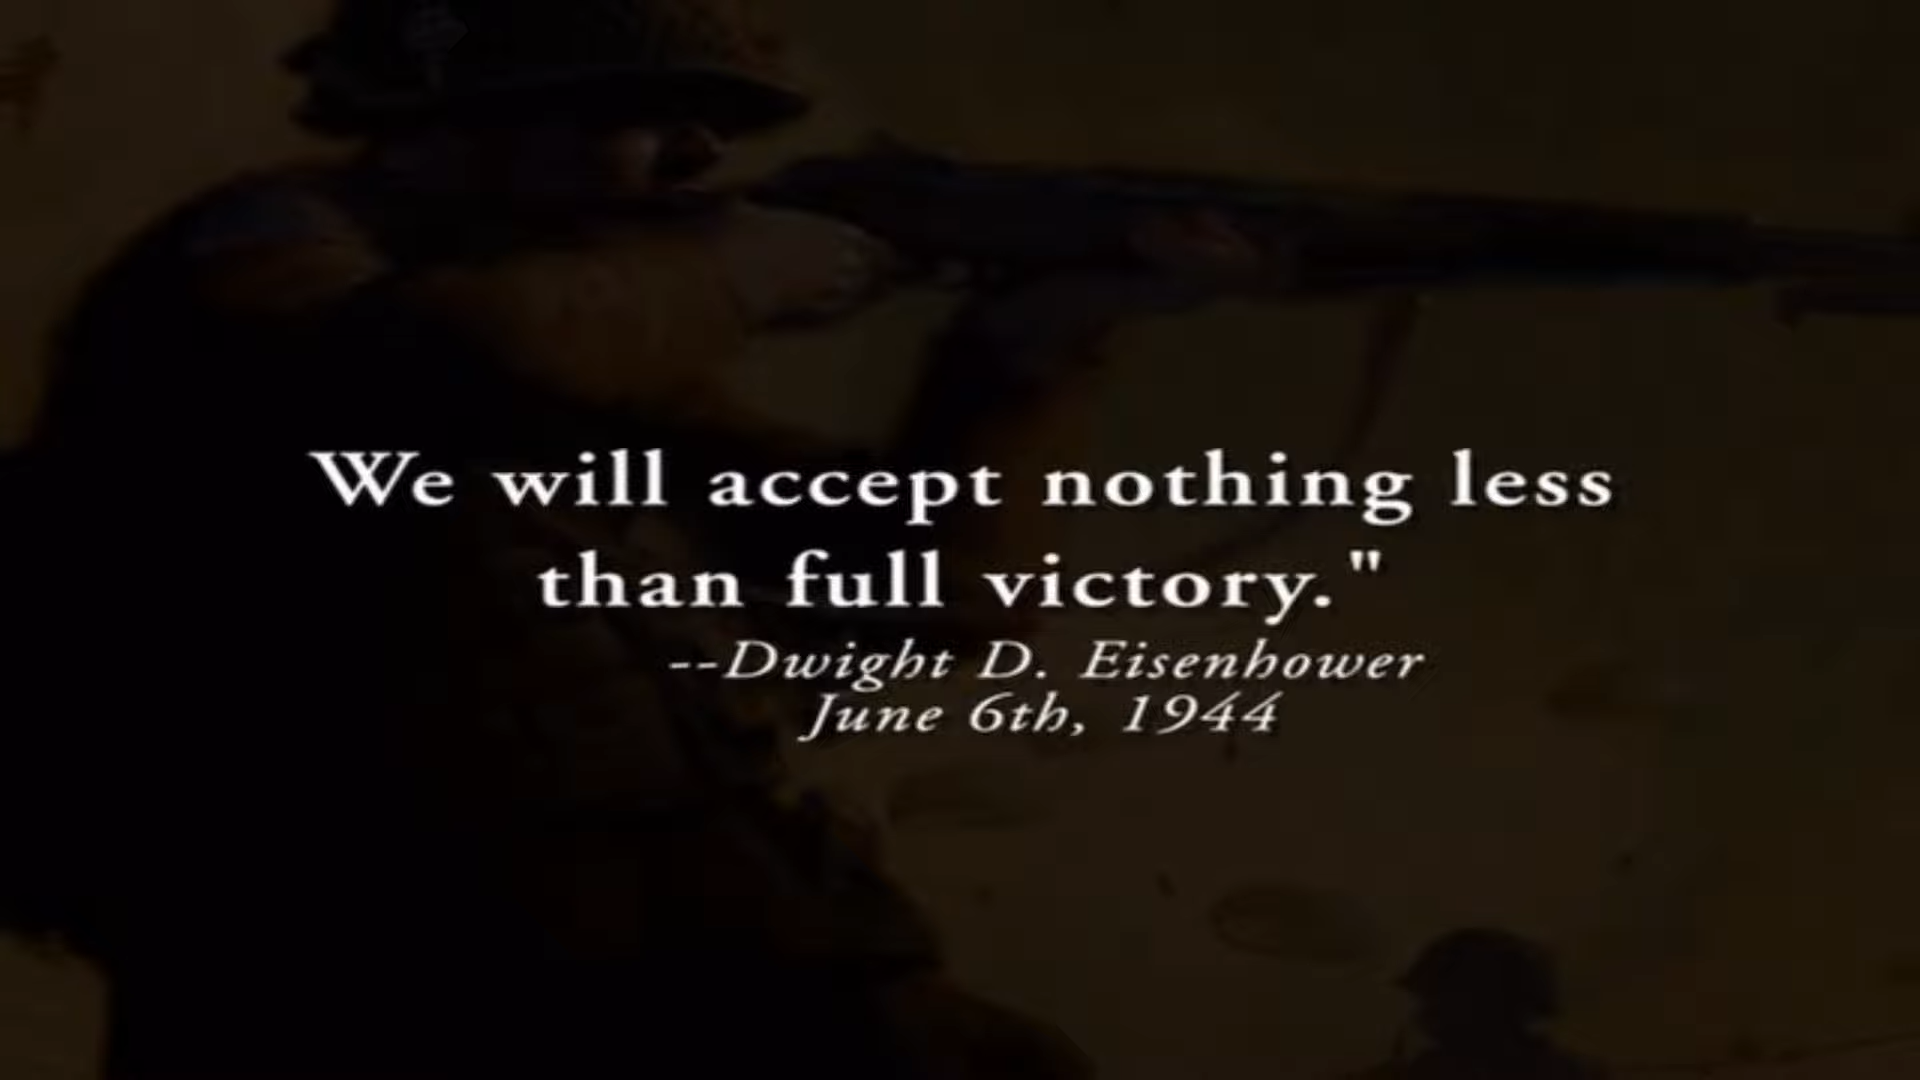 We will accept nothing less
than full victory."
--Dwight D. Eisenhower
June 6th, 1944